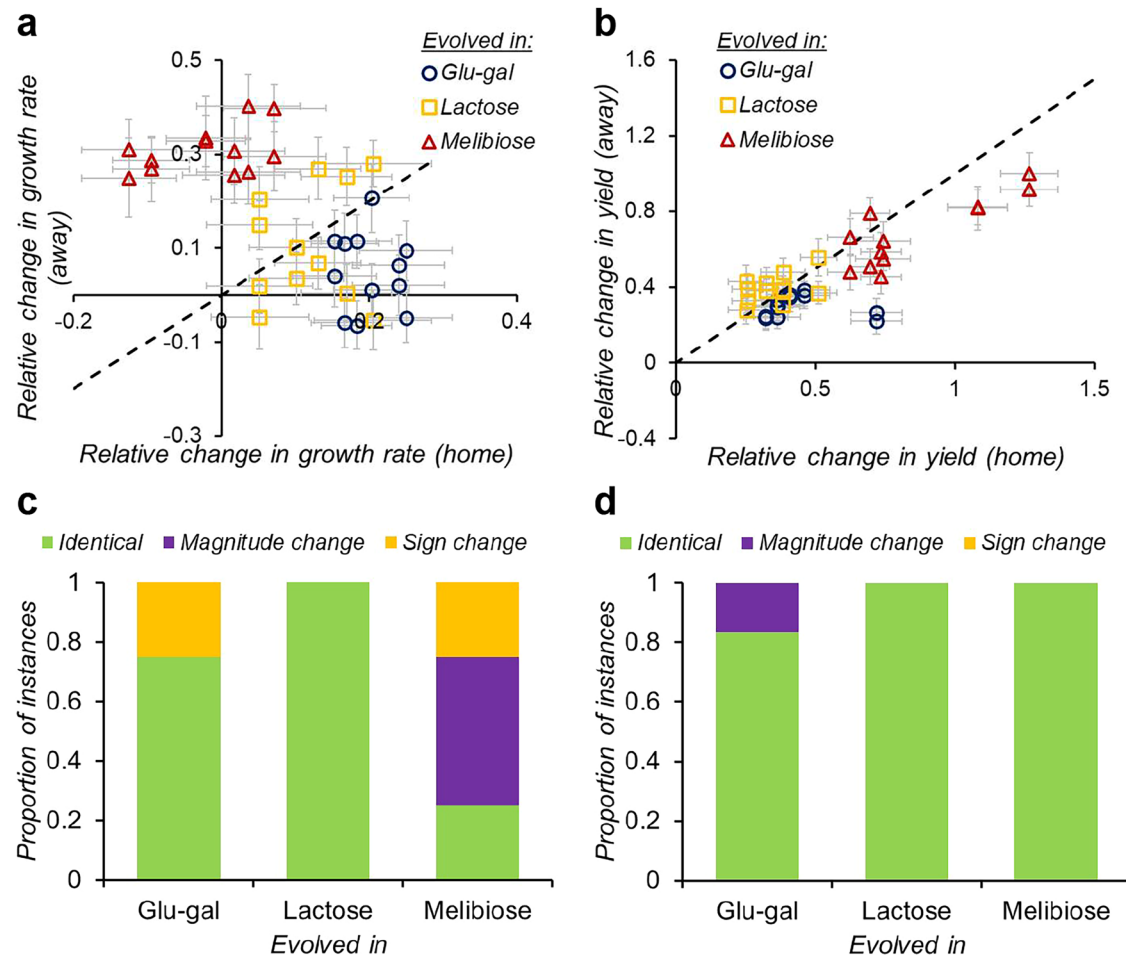 a
Evolved in:
Glu-gal
Lactose
Melibiose
Relative change in growth rate
(away)
0.5
0.3
0.1
-0.1
-0.3
-0.2
0
0.2
0.4
Relative change in growth rate (home)
b
Evolved in:
Glu-gal
Lactose
Melibiose
Relative change in yield (away)
1.6
1.2
0.8
0.4
0
-0.4
0
0.5
1
1.5
Relative change in yield (home)
c
Identical
Magnitude change
Sign change
Proportion of instances
1
0.8
0.6
0.4
0.2
0
Glu-gal
Lactose
Melibiose
Evolved in
d
Identical
Magnitude change
Sign change
Proportion of instances
1
0.8
0.6
0.4
0.2
0
Glu-gal
Lactose
Melibiose
Evolved in